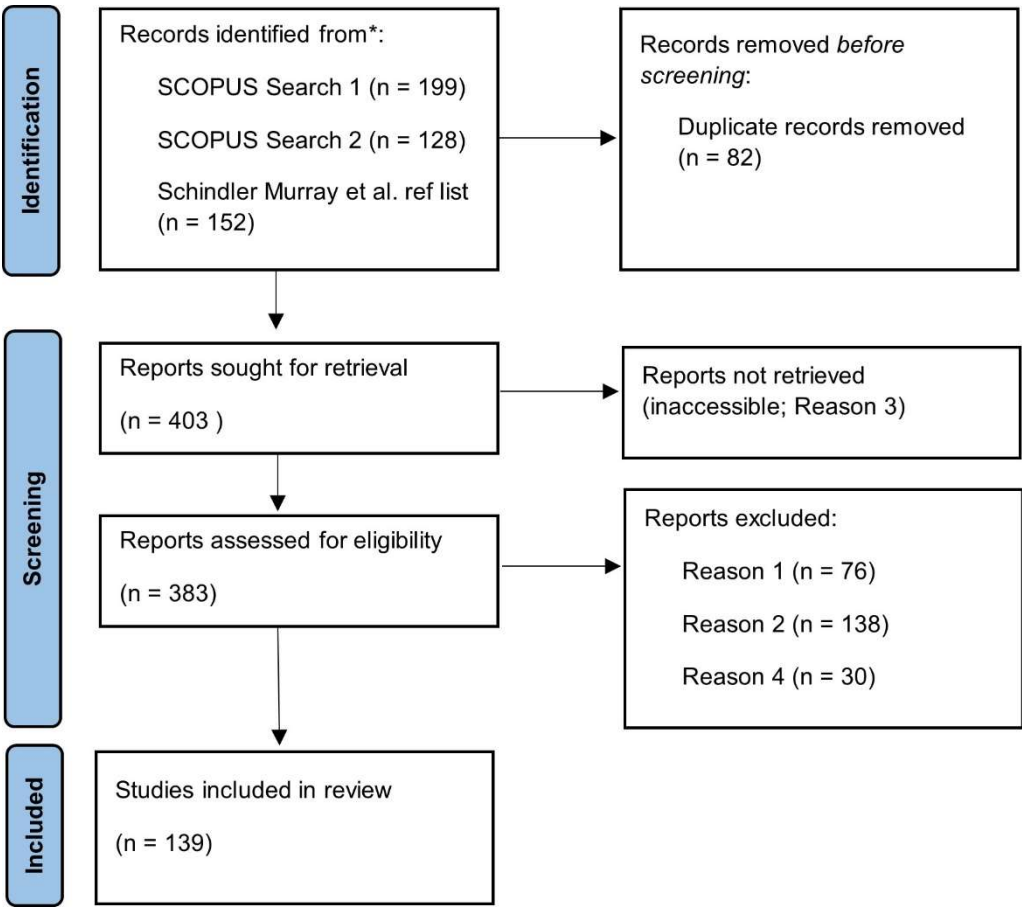 Identification
Records identified from*:
SCOPUS Search 1 (n = 199)
SCOPUS Search 2 (n = 128)
Schindler Murray et al. ref list
(n = 152)
Records removed before
screening:
Duplicate records removed
(n = 82)
Screening
Reports sought for retrieval
(n = 403 )
Reports not retrieved
(inaccessible; Reason 3)
Reports assessed for eligibility
(n = 383)
Reports excluded:
Reason 1 (n = 76)
Reason 2 (n = 138)
Reason 4 (n = 30)
Included
Studies included in review
(n = 139)